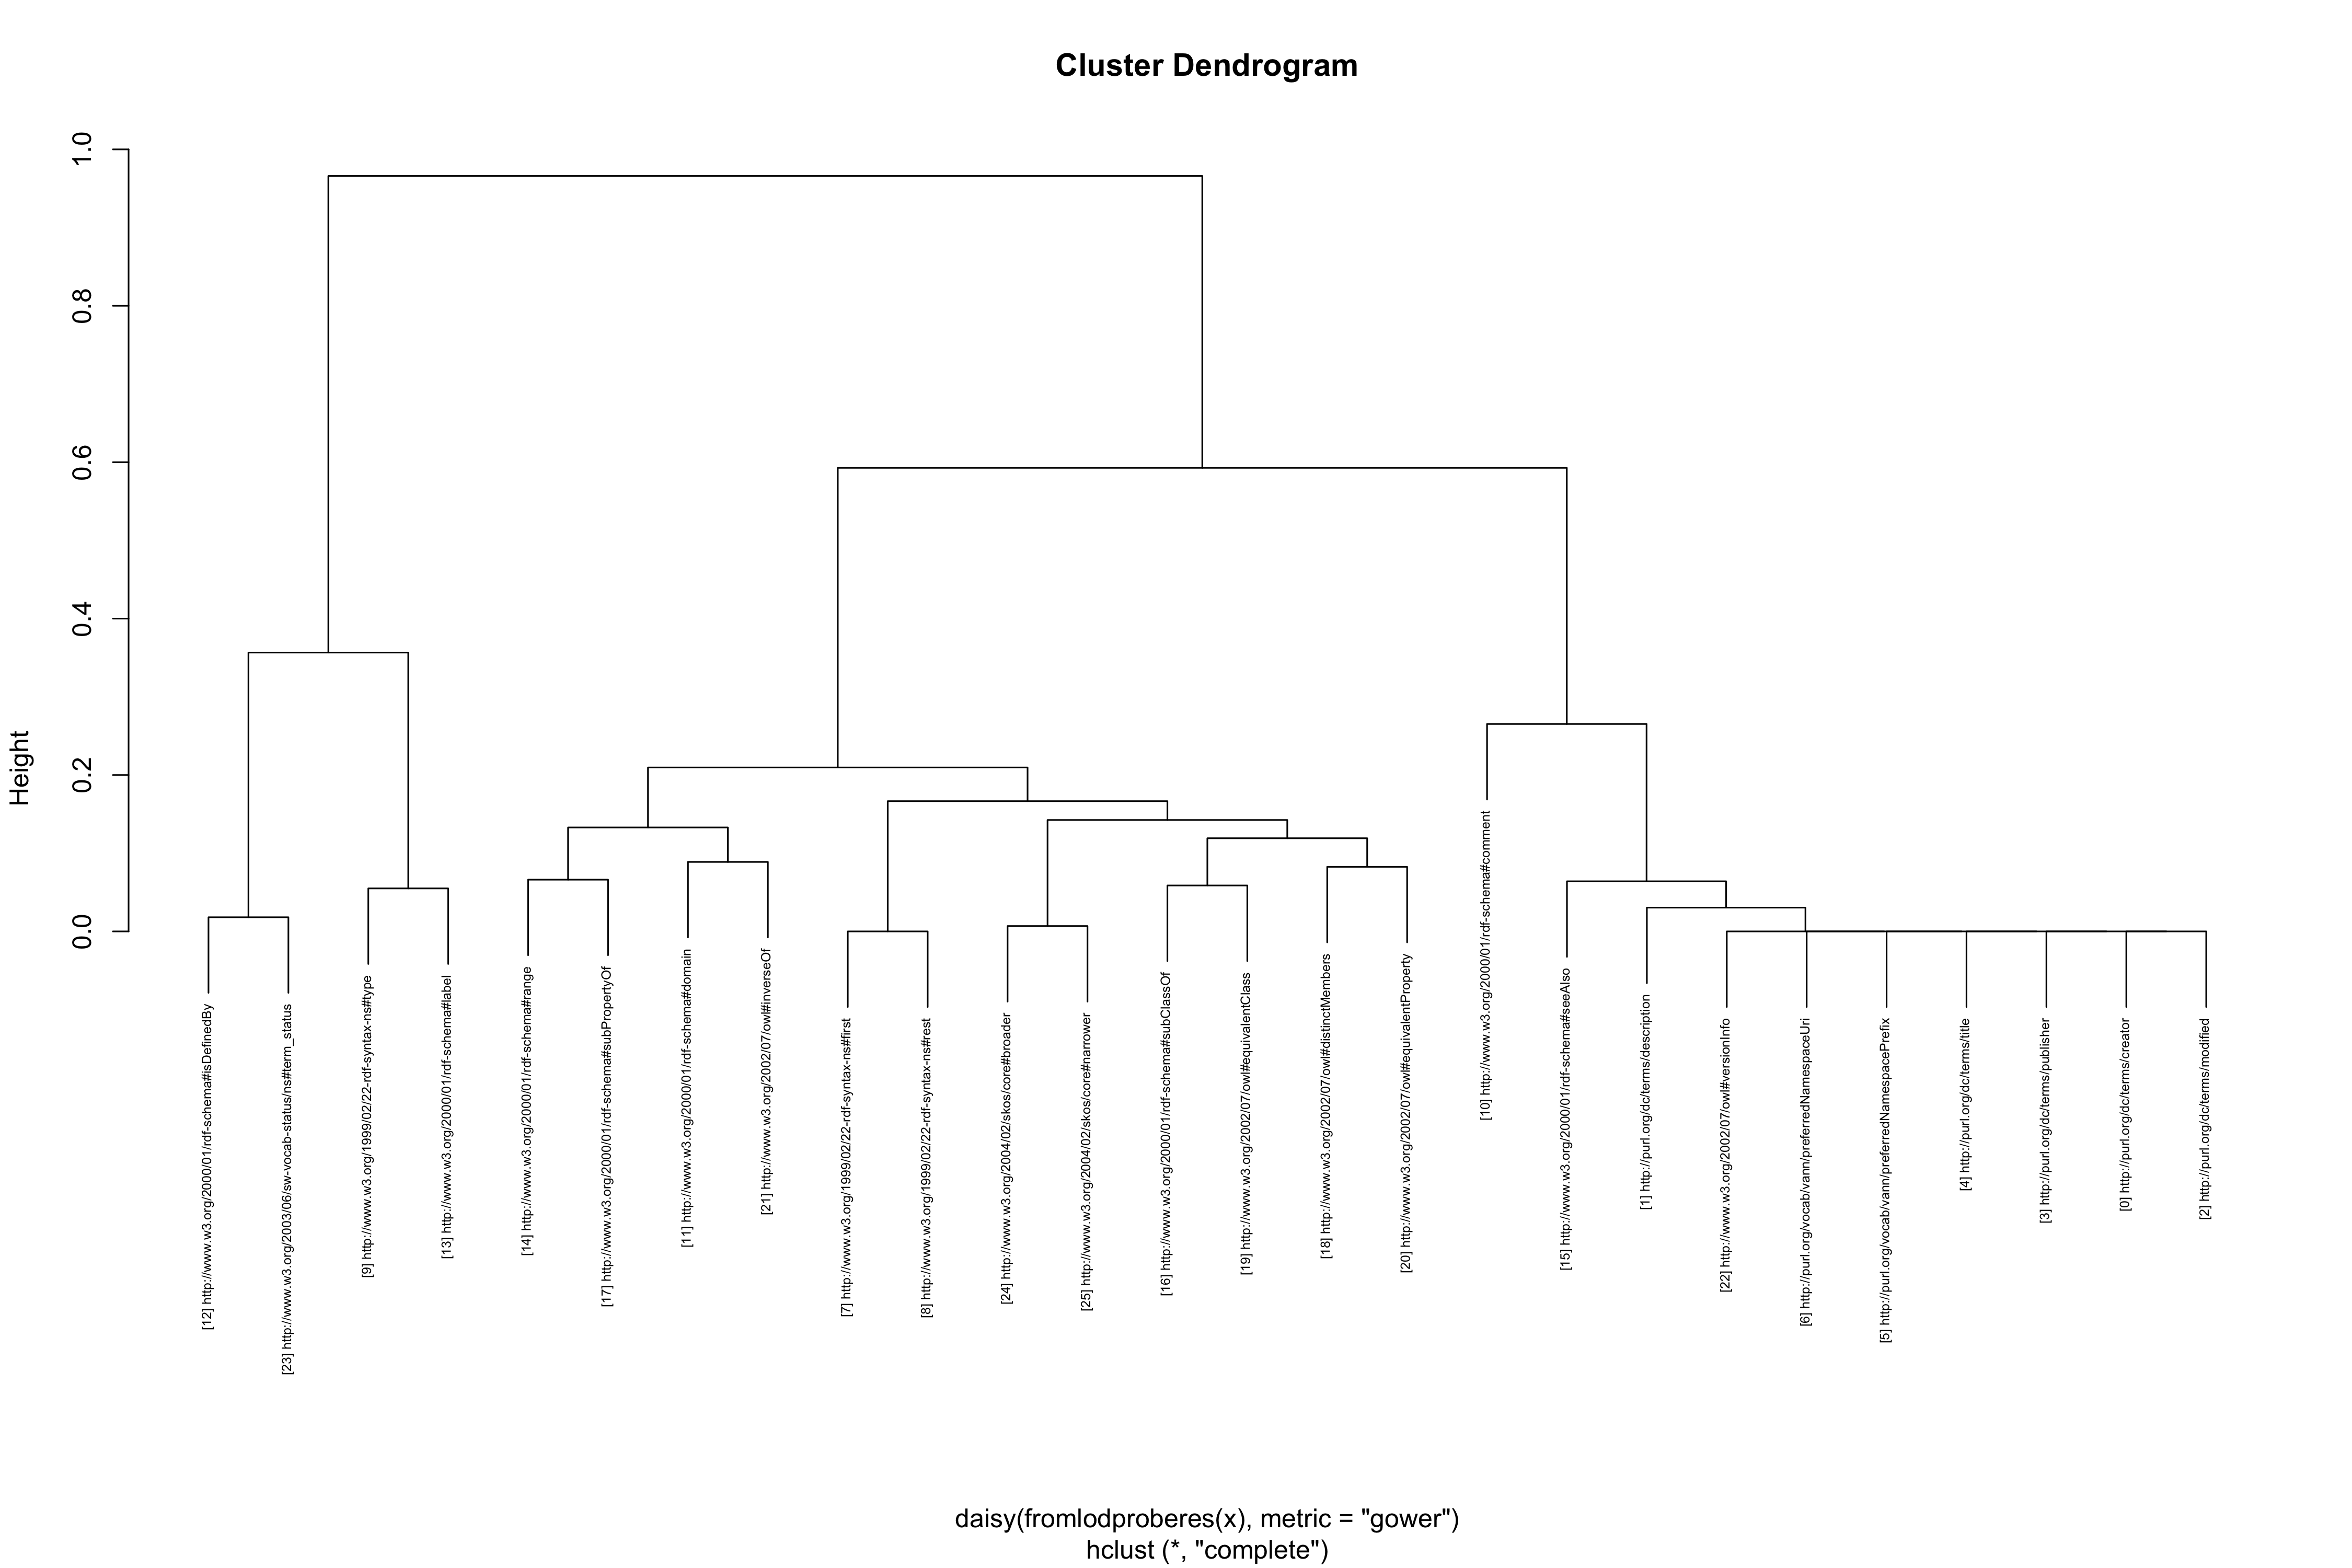 Cluster Dendrogram
1.0
0.8
0.6
0.4
0.2
0.0
Height
[12] http://www.w3.org/2000/01/rdf-schema#isDefinedBy
[23] http://www.w3.org/2003/06/sw-vocab-status/ns#term_status
[9] http://www.w3.org/1999/02/22-rdf-syntax-ns#type
[13] http://www.w3.org/2000/01/rdf-schema#label
[14] http://www.w3.org/2000/01/rdf-schema#range
[17] http://www.w3.org/2000/01/rdf-schema#subPropertyOf
[11] http://www.w3.org/2000/01/rdf-schema#domain
[21] http://www.w3.org/2002/07/owl#inverseOf
[7] http://www.w3.org/1999/02/22-rdf-syntax-ns#first
[8] http://www.w3.org/1999/02/22-rdf-syntax-ns#rest
[24] http://www.w3.org/2004/02/skos/core#broader
[25] http://www.w3.org/2004/02/skos/core#narrower
[16] http://www.w3.org/2000/01/rdf-schema#subClassOf
[19] http://www.w3.org/2002/07/owl#equivalentClass
[18] http://www.w3.org/2002/07/owl#distinctMembers
[20] http://www.w3.org/2002/07/owl#equivalentProperty
[10] http://www.w3.org/2000/01/rdf-schema#comment
[15] http://www.w3.org/2000/01/rdf-schema#seeAlso
[1] http://purl.org/dc/terms/description
[22] http://www.w3.org/2002/07/owl#versionInfo
[6] http://purl.org/vocab/vann/preferredNamespaceUri
[5] http://purl.org/vocab/vann/preferredNamespacePrefix
[4] http://purl.org/dc/terms/title
[3] http://purl.org/dc/terms/publisher
[0] http://purl.org/dc/terms/creator
[2] http://purl.org/dc/terms/modified
daisy(fromlodproberes(x), metric = "gower")
hclust (*, "complete")